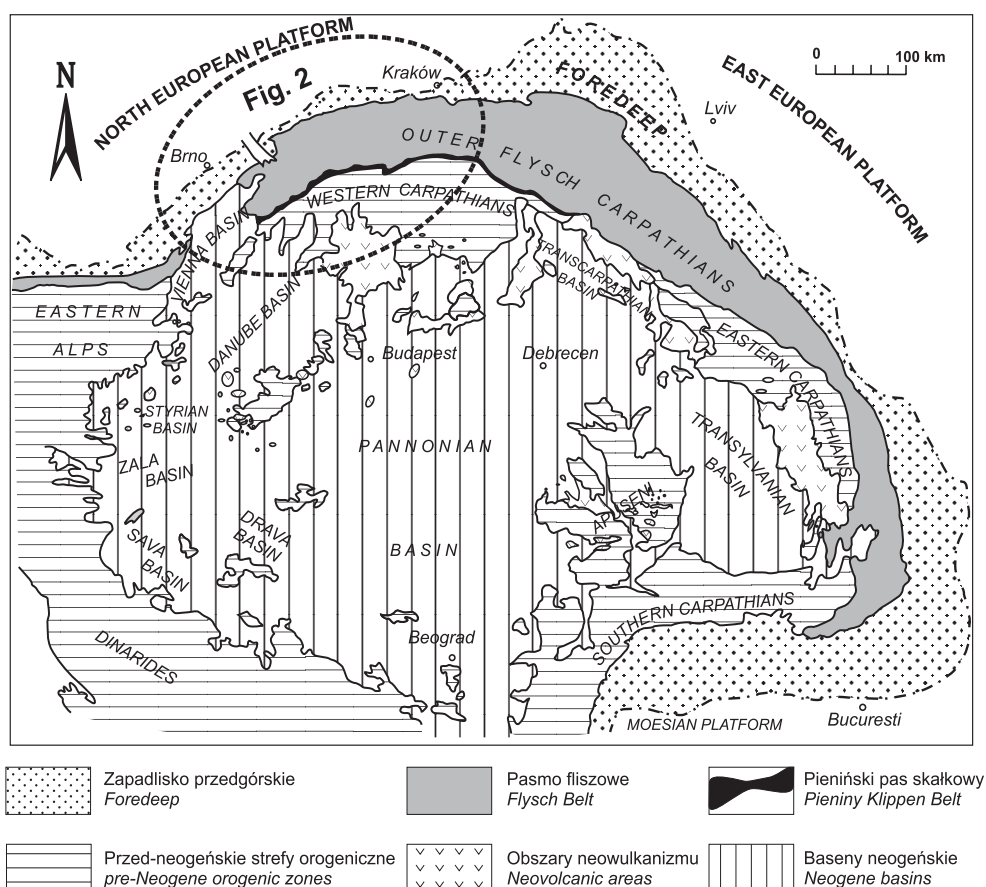 NORTH EUROPEAN PLATFORM
N
Fig. 2
Kraków
FOREDEEP
0 100 km
EAST EUROPEAN PLATFORM
Lviv
Brno
OUTER FLYSCH CARPATHIANS
WESTERN CARPATHIANS
VIENNA BASIN
TRANSCARPATHIAN
BASIN
EASTERN
ALPS
DANUBE BASIN
Budapest
Debrecen
EASTERN CARPATHIANS
STYRIAN
BASIN
PANNONIAN
TRANSYLVANIAN
BASIN
ZALA
BASIN
APUSENI
DRAVA
BASIN
SAVA
BASIN
BASIN
SOUTHERN CARPATHIANS
Beograd
DINARIDES
MOESIAN PLATFORM
Bucuresti
Zapadlisko przedgórskie
Foredeep
Pasmo fliszowe
Flysch Belt
Pieniński pas skałkowy
Pieniny Klippen Belt
Przed-neogeńskie strefy orogeniczne
pre-Neogene orogenic zones
Obszary neowulkanizmu
Neovolcanic areas
Baseny neogeńskie
Neogene basins